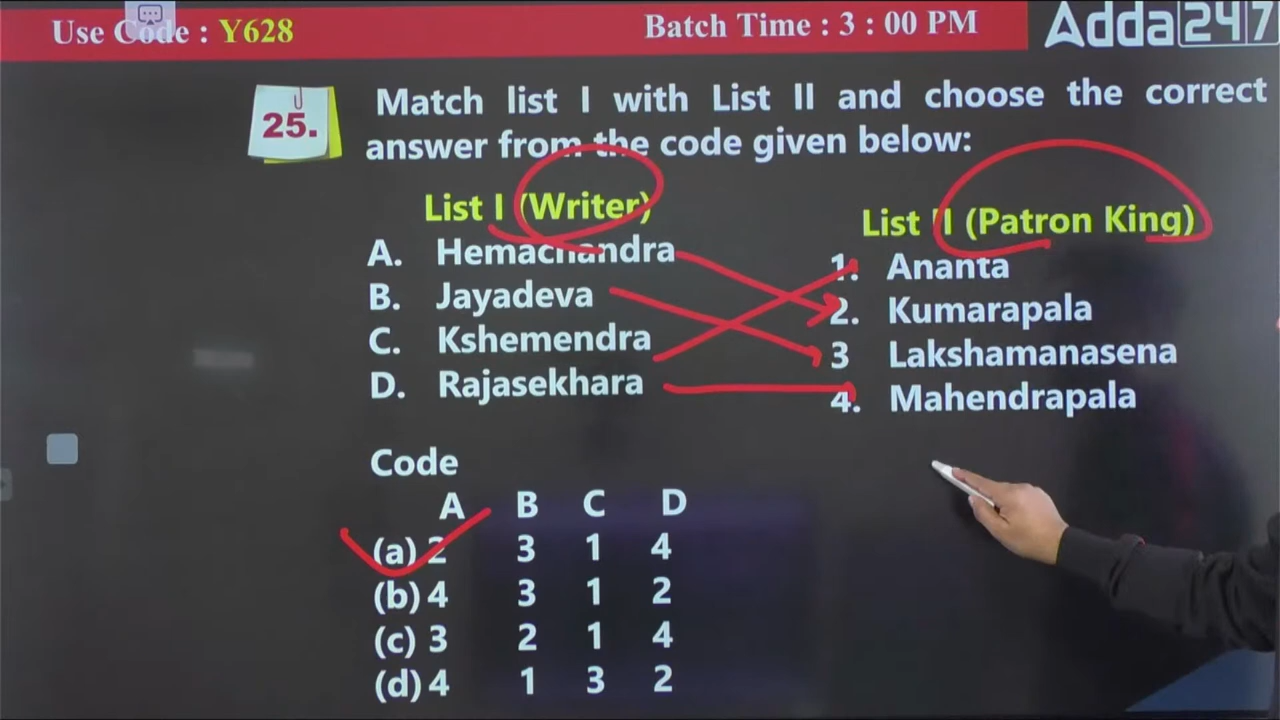 Use Code : Y628
Batch Time : 3 : 00 PM
Adda247
25.
Match list I with List II and choose the correct
answer from the code given below:
List I (Writer)
List II (Patron King)
A. Hemachandra
1. Ananta
B. Jayadeva
2. Kumarapala
C. Kshemendra
3 Lakshamanasena
D. Rajasekhara
4. Mahendrapala
Code
A B C D
(a) 2 3 1 4
(b) 4 3 1 2
(c) 3 2 1 4
(d) 4 1 3 2